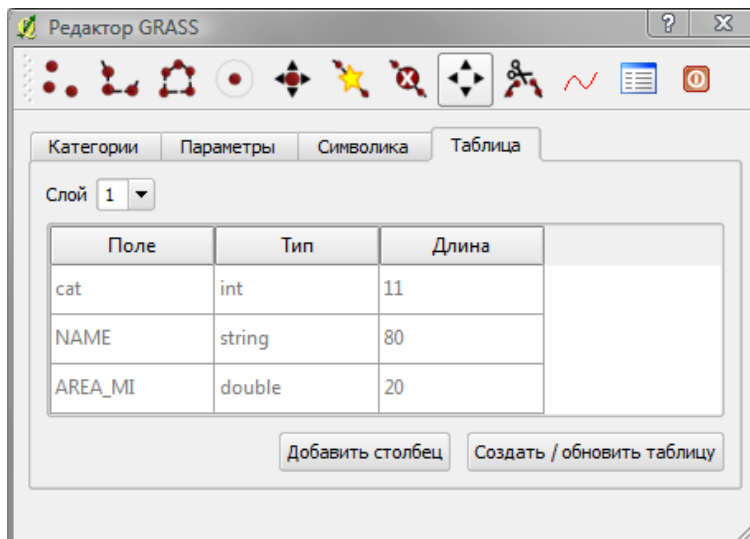 Редактор GRASS
Категории Параметры Символика Таблица
Слой 1
Поле Тип Длина
cat int 11
NAME string 80
AREA_MI double 20
Добавить столбец Создать / обновить таблицу